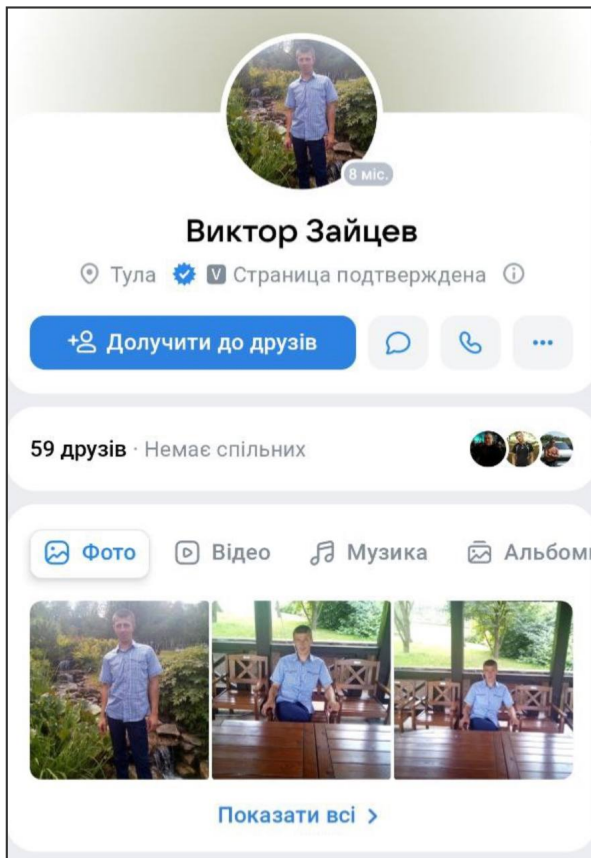 8 міс.
Виктор Зайцев
Тула V Страница подтверждена
Долучити до друзів
59 друзів · Немає спільних
Фото Відео Музика Альбом
Показати всі